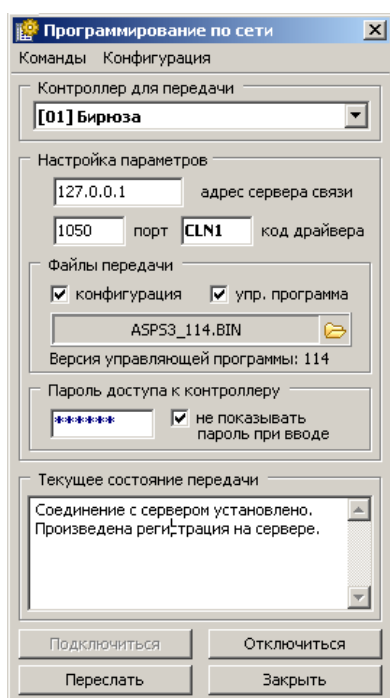 Программирование по сети
Команды Конфигурация
Контроллер для передачи
[01] Бирюза
Настройка параметров
127.0.0.1 адрес сервера связи
1050 порт CLN1 код драйвера
Файлы передачи
конфигурация упр. программа
ASPS3_114.BIN
Версия управляющей программы: 114
Пароль доступа к контроллеру
****** не показывать
пароль при вводе
Текущее состояние передачи
Соединение с сервером установлено.
Произведена регистрация на сервере.
Подключиться Отключиться
Переслать Закрыть